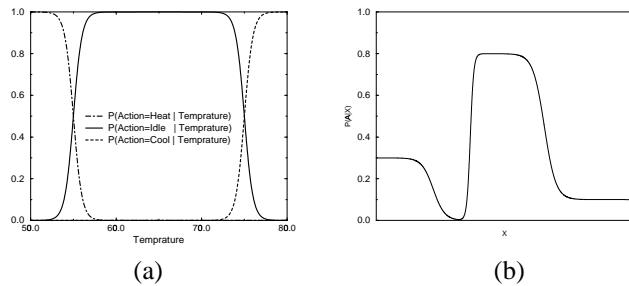 1.0
0.8
0.6
0.4
0.2
0.0
P(Action=Heat | Temprature)
P(Action=Idle | Temprature)
P(Action=Cool | Temprature)
50.0 60.0 70.0 80.0
Temprature
(a)
1.0
0.8
0.6
0.4
0.2
0.0
P(A|X)
X
(b)